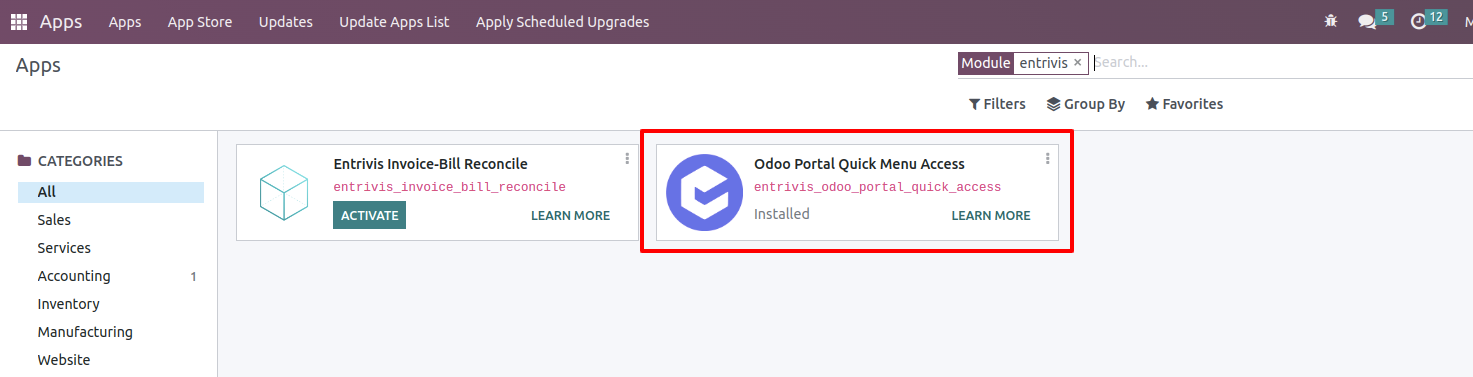 Apps Apps App Store Updates Update Apps List Apply Scheduled Upgrades 5 12 M
Apps
Module entrivis × Search...
Filters Group By Favorites
CATEGORIES
All
Sales
Services
Accounting 1
Inventory
Manufacturing
Website
Entrivis Invoice-Bill Reconcile
entrivis_invoice_bill_reconcile
ACTIVATE LEARN MORE
Odoo Portal Quick Menu Access
entrivis_odoo_portal_quick_access
Installed LEARN MORE